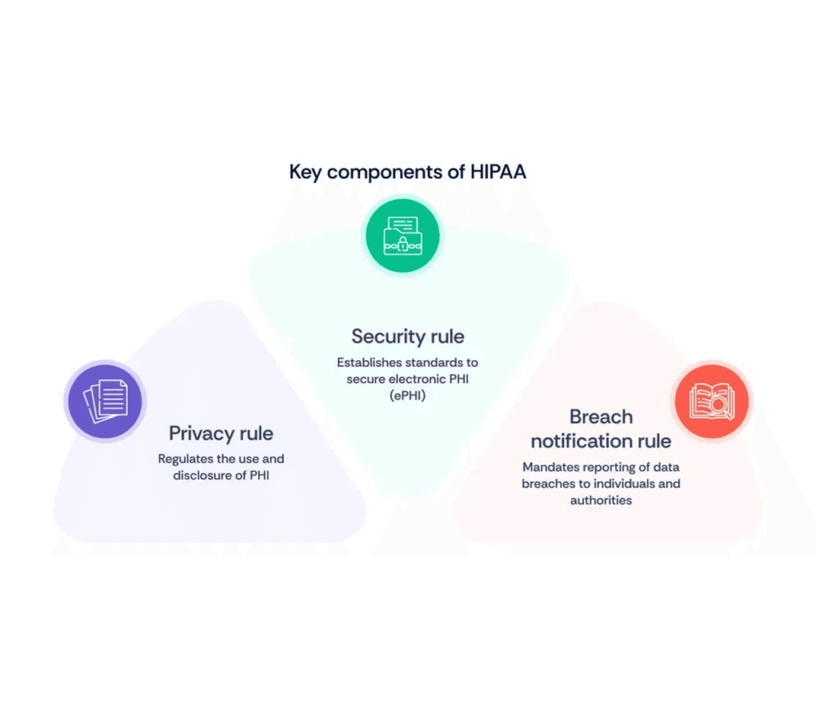 Key components of HIPAA
Security rule
Establishes standards to
secure electronic PHI
(ePHI)
Privacy rule
Regulates the use and
disclosure of PHI
Breach
notification rule
Mandates reporting of data
breaches to individuals and
authorities